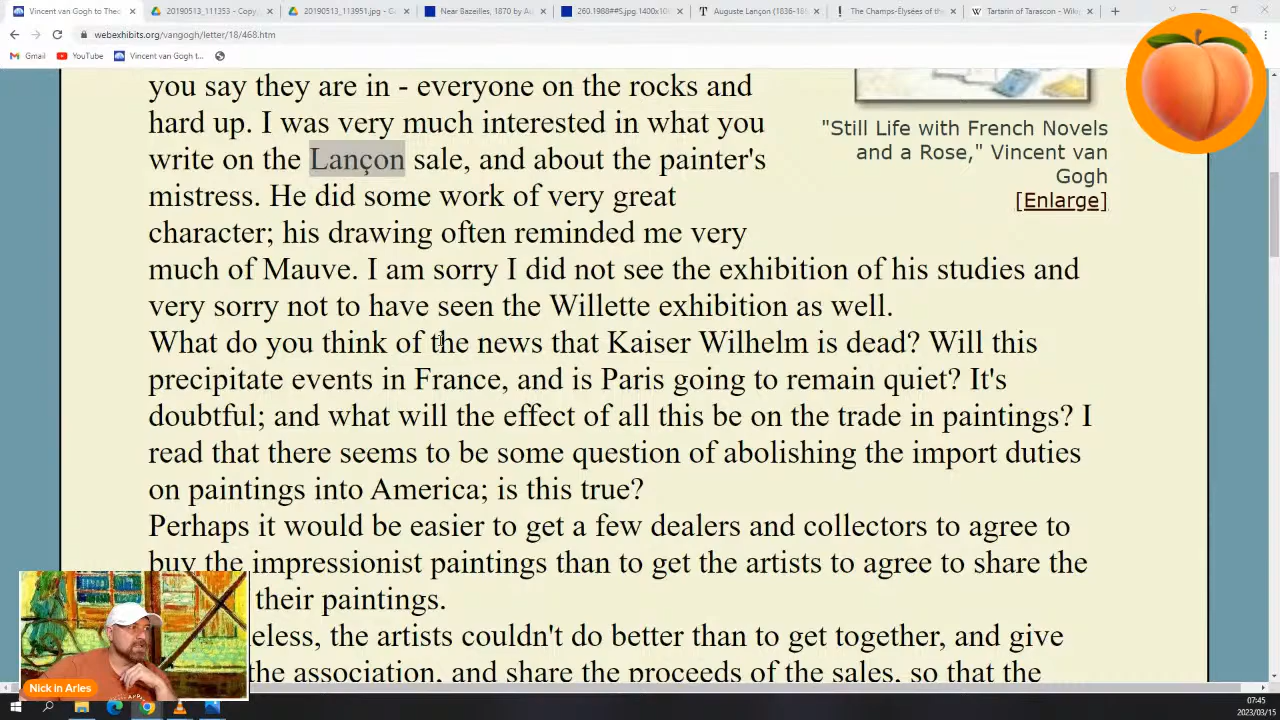 Vincent van Gogh to Theo
20190513_111353 - Copy
20190513_113951.jpg - G
Near Bazeilles, 1870 by A
260.1988##S.jpg.1400x10
Auguste Lançon (1836-18
The Champs-Élysées of th
Tartarin of Tarascon - Wiki
webexhibits.org/vangogh/letter/18/468.htm
Gmail YouTube Vincent van Gogh t...
you say they are in - everyone on the rocks and
hard up. I was very much interested in what you
write on the Lançon sale, and about the painter's
mistress. He did some work of very great
character; his drawing often reminded me very
much of Mauve. I am sorry I did not see the exhibition of his studies and
very sorry not to have seen the Willette exhibition as well.
"Still Life with French Novels
and a Rose," Vincent van
Gogh
[Enlarge]
What do you think of the news that Kaiser Wilhelm is dead? Will this
precipitate events in France, and is Paris going to remain quiet? It's
doubtful; and what will the effect of all this be on the trade in paintings? I
read that there seems to be some question of abolishing the import duties
on paintings into America; is this true?
Perhaps it would be easier to get a few dealers and collectors to agree to
buy the impressionist paintings than to get the artists to agree to share the
their paintings.
eless, the artists couldn't do better than to get together, and give
the association, and share the proceeds of the sales, so that the
Nick in Arles
07:45
2023/03/15